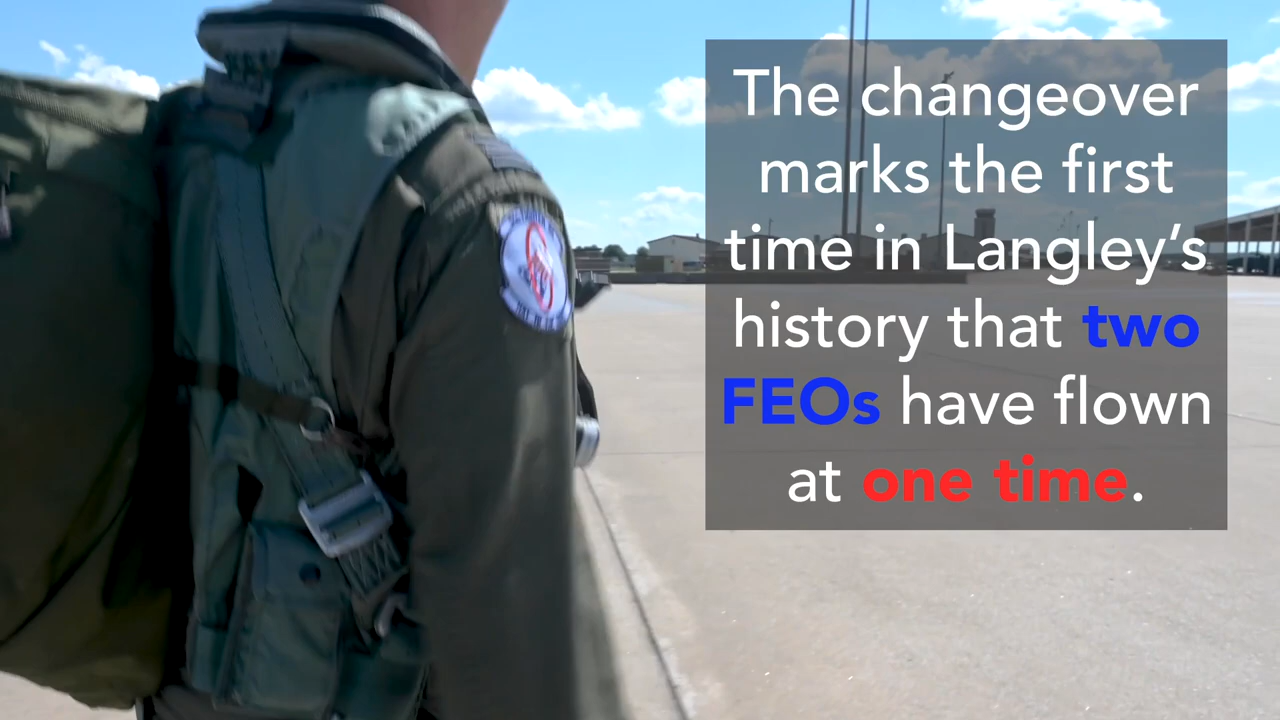 The changeover
marks the first
time in Langley’s
history that two
FEOs have flown
at one time.